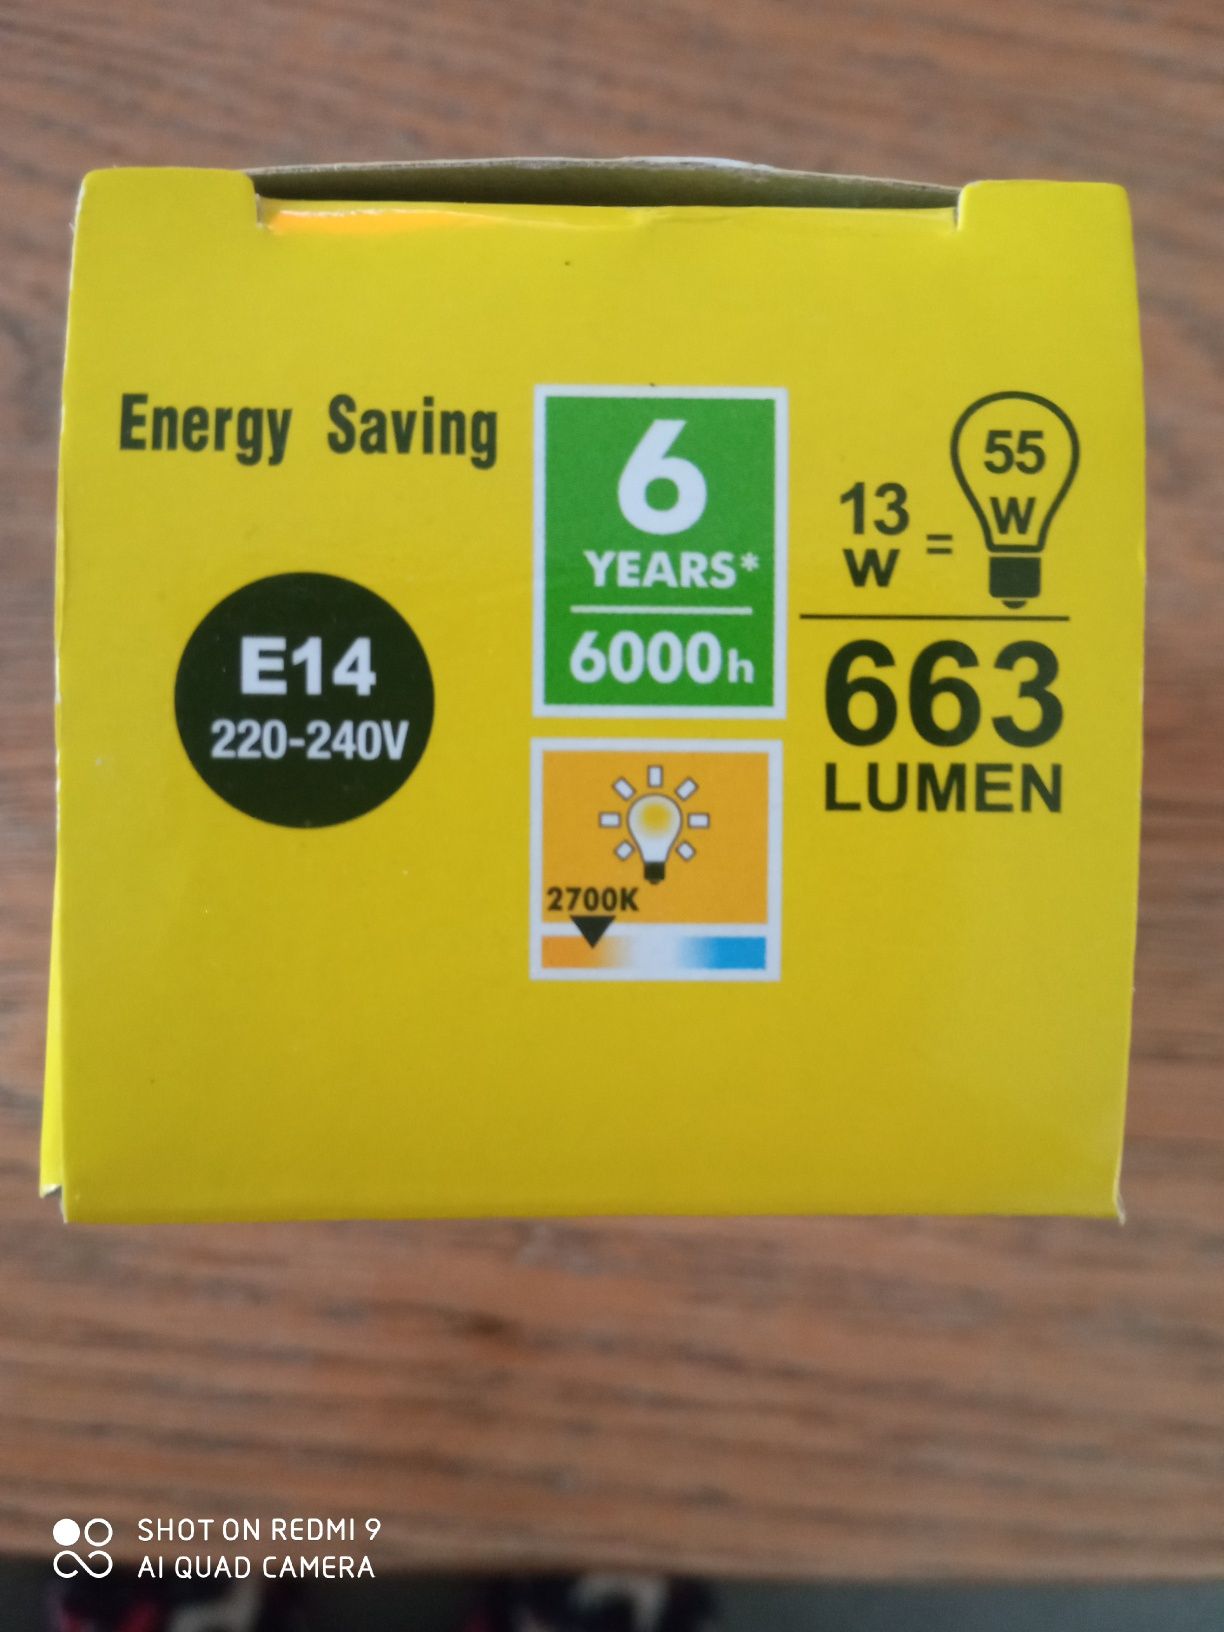 Energy Saving
E14
220-240V
6
YEARS*
6000h
2700K
13
W
=
55
W
663
LUMEN
SHOT ON REDMI 9
AI QUAD CAMERA